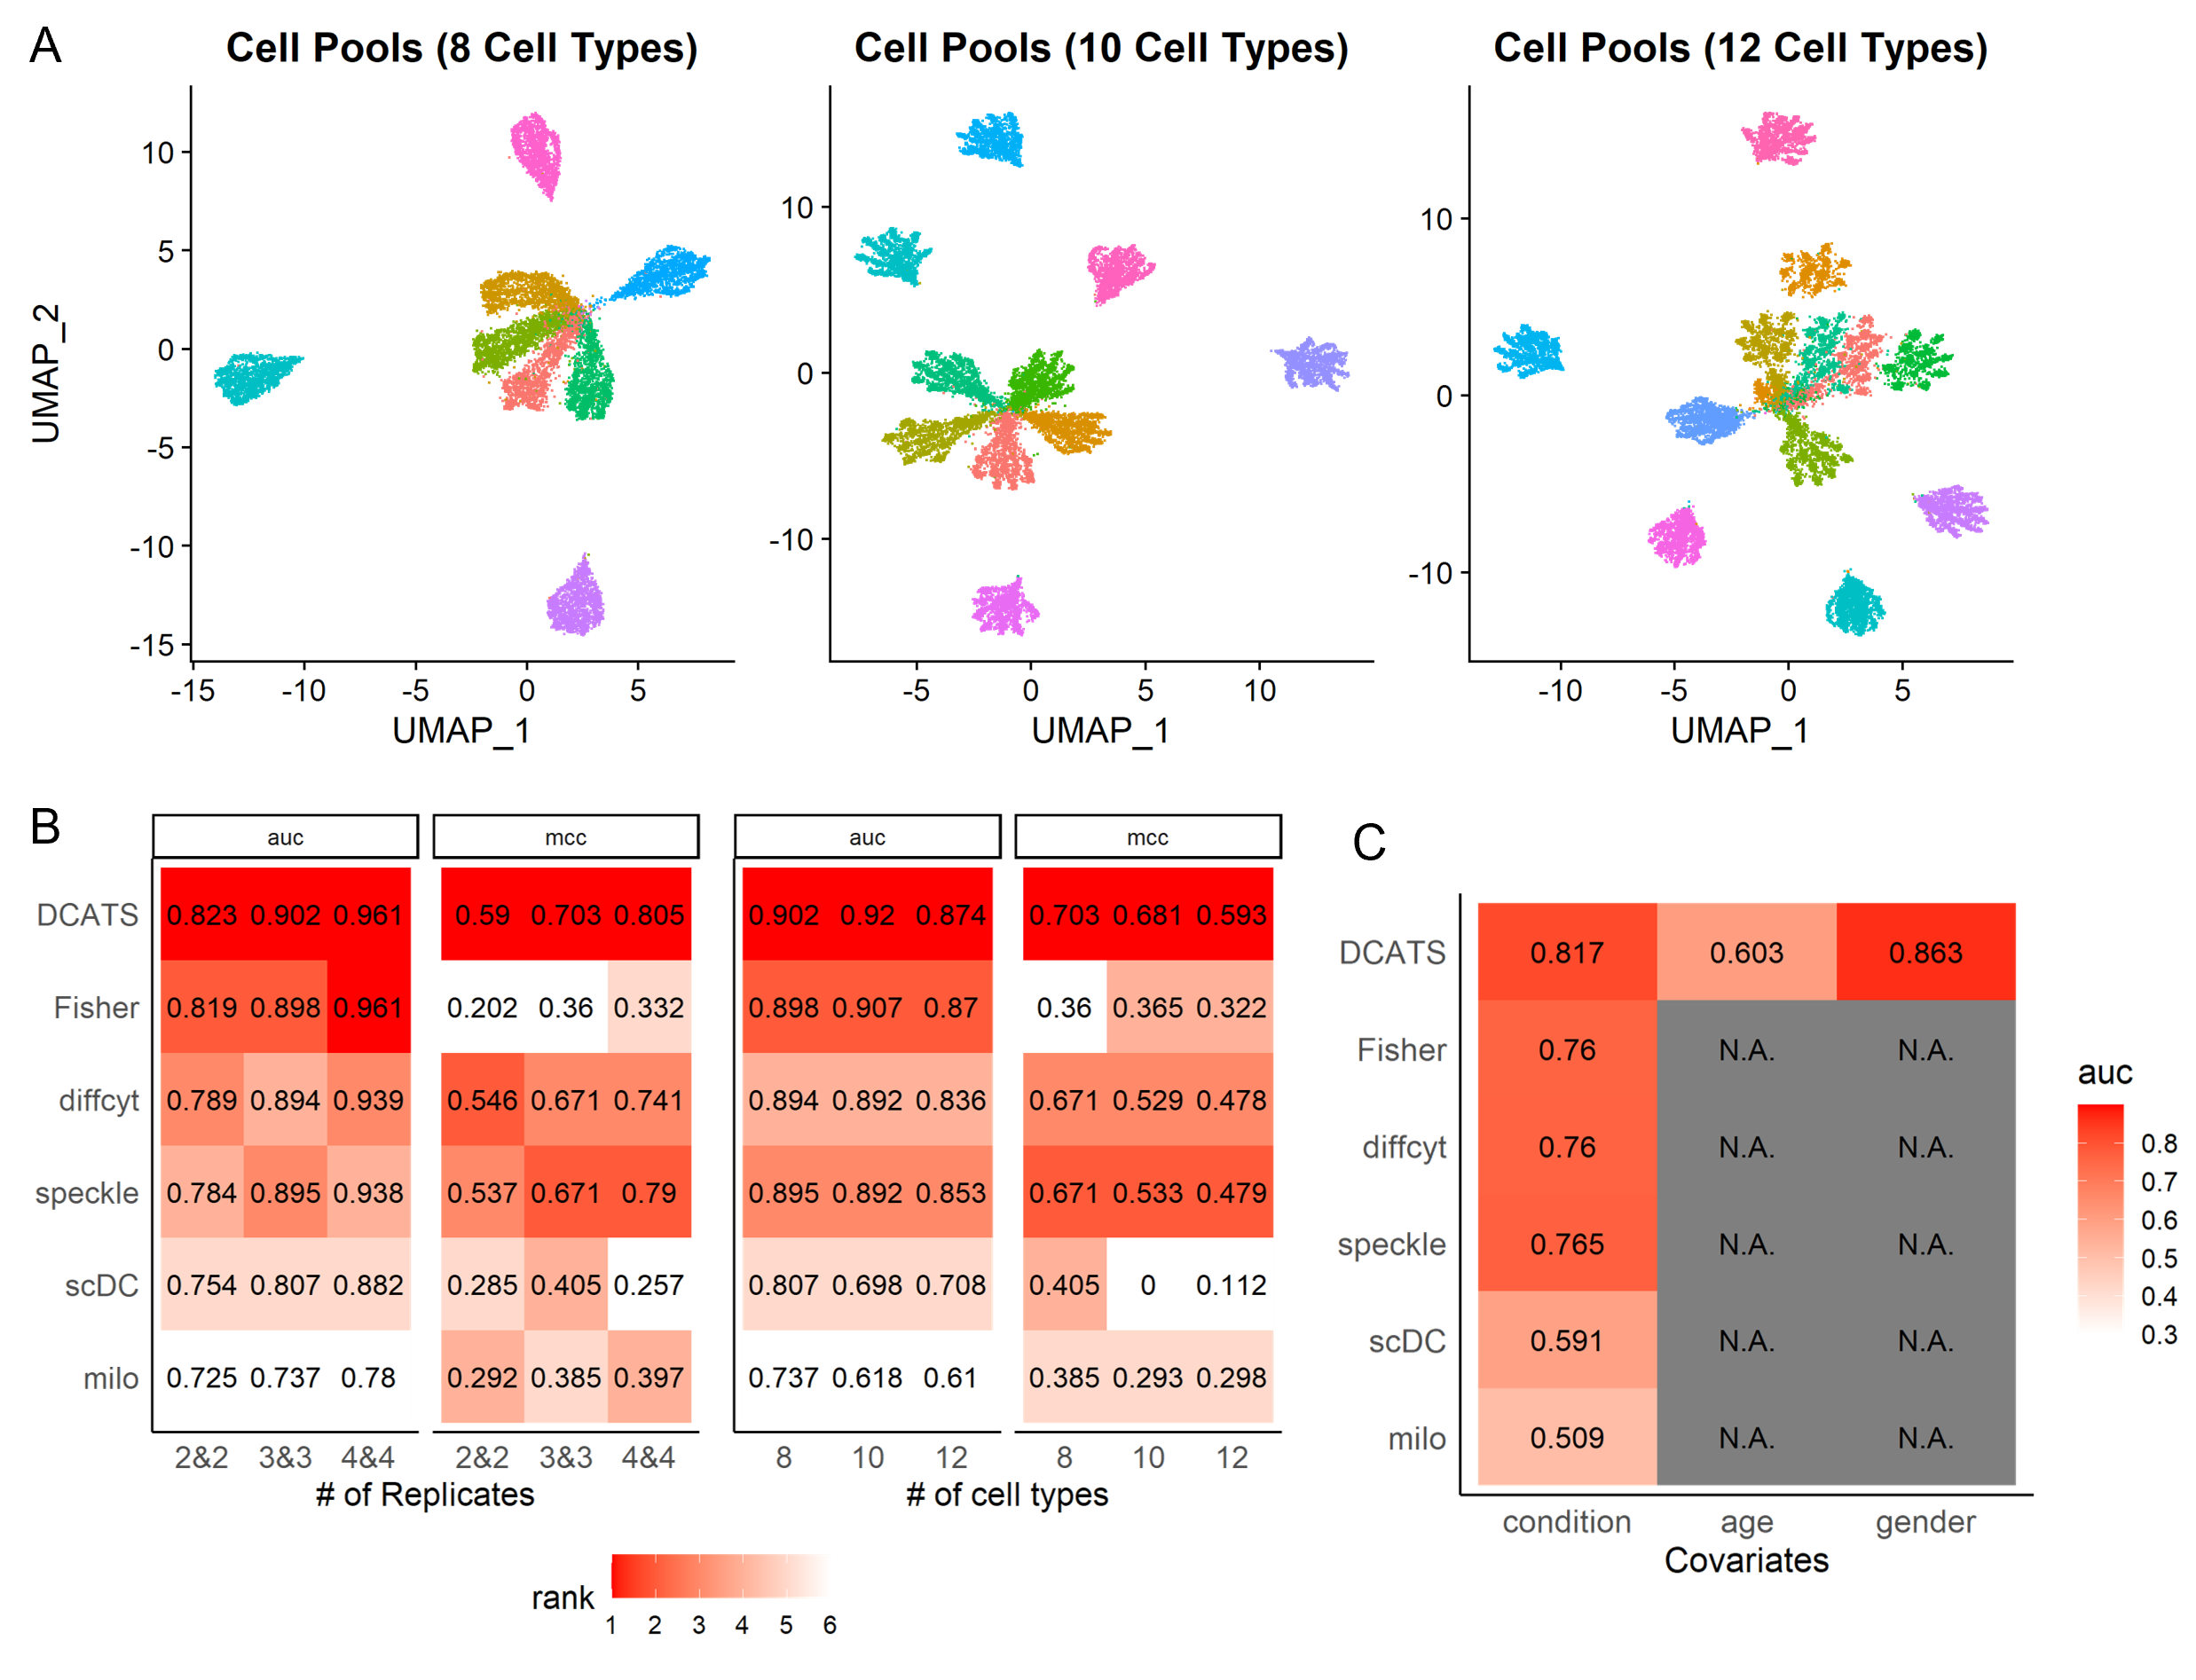 A
Cell Pools (8 Cell Types)
Cell Pools (10 Cell Types)
Cell Pools (12 Cell Types)
UMAP_2
10
5
0
-5
-10
-15
-15 -10 -5 0 5
UMAP_1
10
0
-10
-5 0 5 10
UMAP_1
10
0
-10
-10 -5 0 5
UMAP_1
B
auc mcc auc mcc
DCATS 0.823 0.902 0.961 0.59 0.703 0.805 0.902 0.92 0.874 0.703 0.681 0.593
Fisher 0.819 0.898 0.961 0.202 0.36 0.332 0.898 0.907 0.87 0.36 0.365 0.322
diffcyt 0.789 0.894 0.939 0.546 0.671 0.741 0.894 0.892 0.836 0.671 0.529 0.478
speckle 0.784 0.895 0.938 0.537 0.671 0.79 0.895 0.892 0.853 0.671 0.533 0.479
scDC 0.754 0.807 0.882 0.285 0.405 0.257 0.807 0.698 0.708 0.405 0 0.112
milo 0.725 0.737 0.78 0.292 0.385 0.397 0.737 0.618 0.61 0.385 0.293 0.298
2&2 3&3 4&4 2&2 3&3 4&4 8 10 12 8 10 12
# of Replicates # of cell types
rank
1 2 3 4 5 6
C
DCATS 0.817 0.603 0.863
Fisher 0.76 N.A. N.A.
diffcyt 0.76 N.A. N.A.
speckle 0.765 N.A. N.A.
scDC 0.591 N.A. N.A.
milo 0.509 N.A. N.A.
condition age gender
Covariates
auc
0.8
0.7
0.6
0.5
0.4
0.3